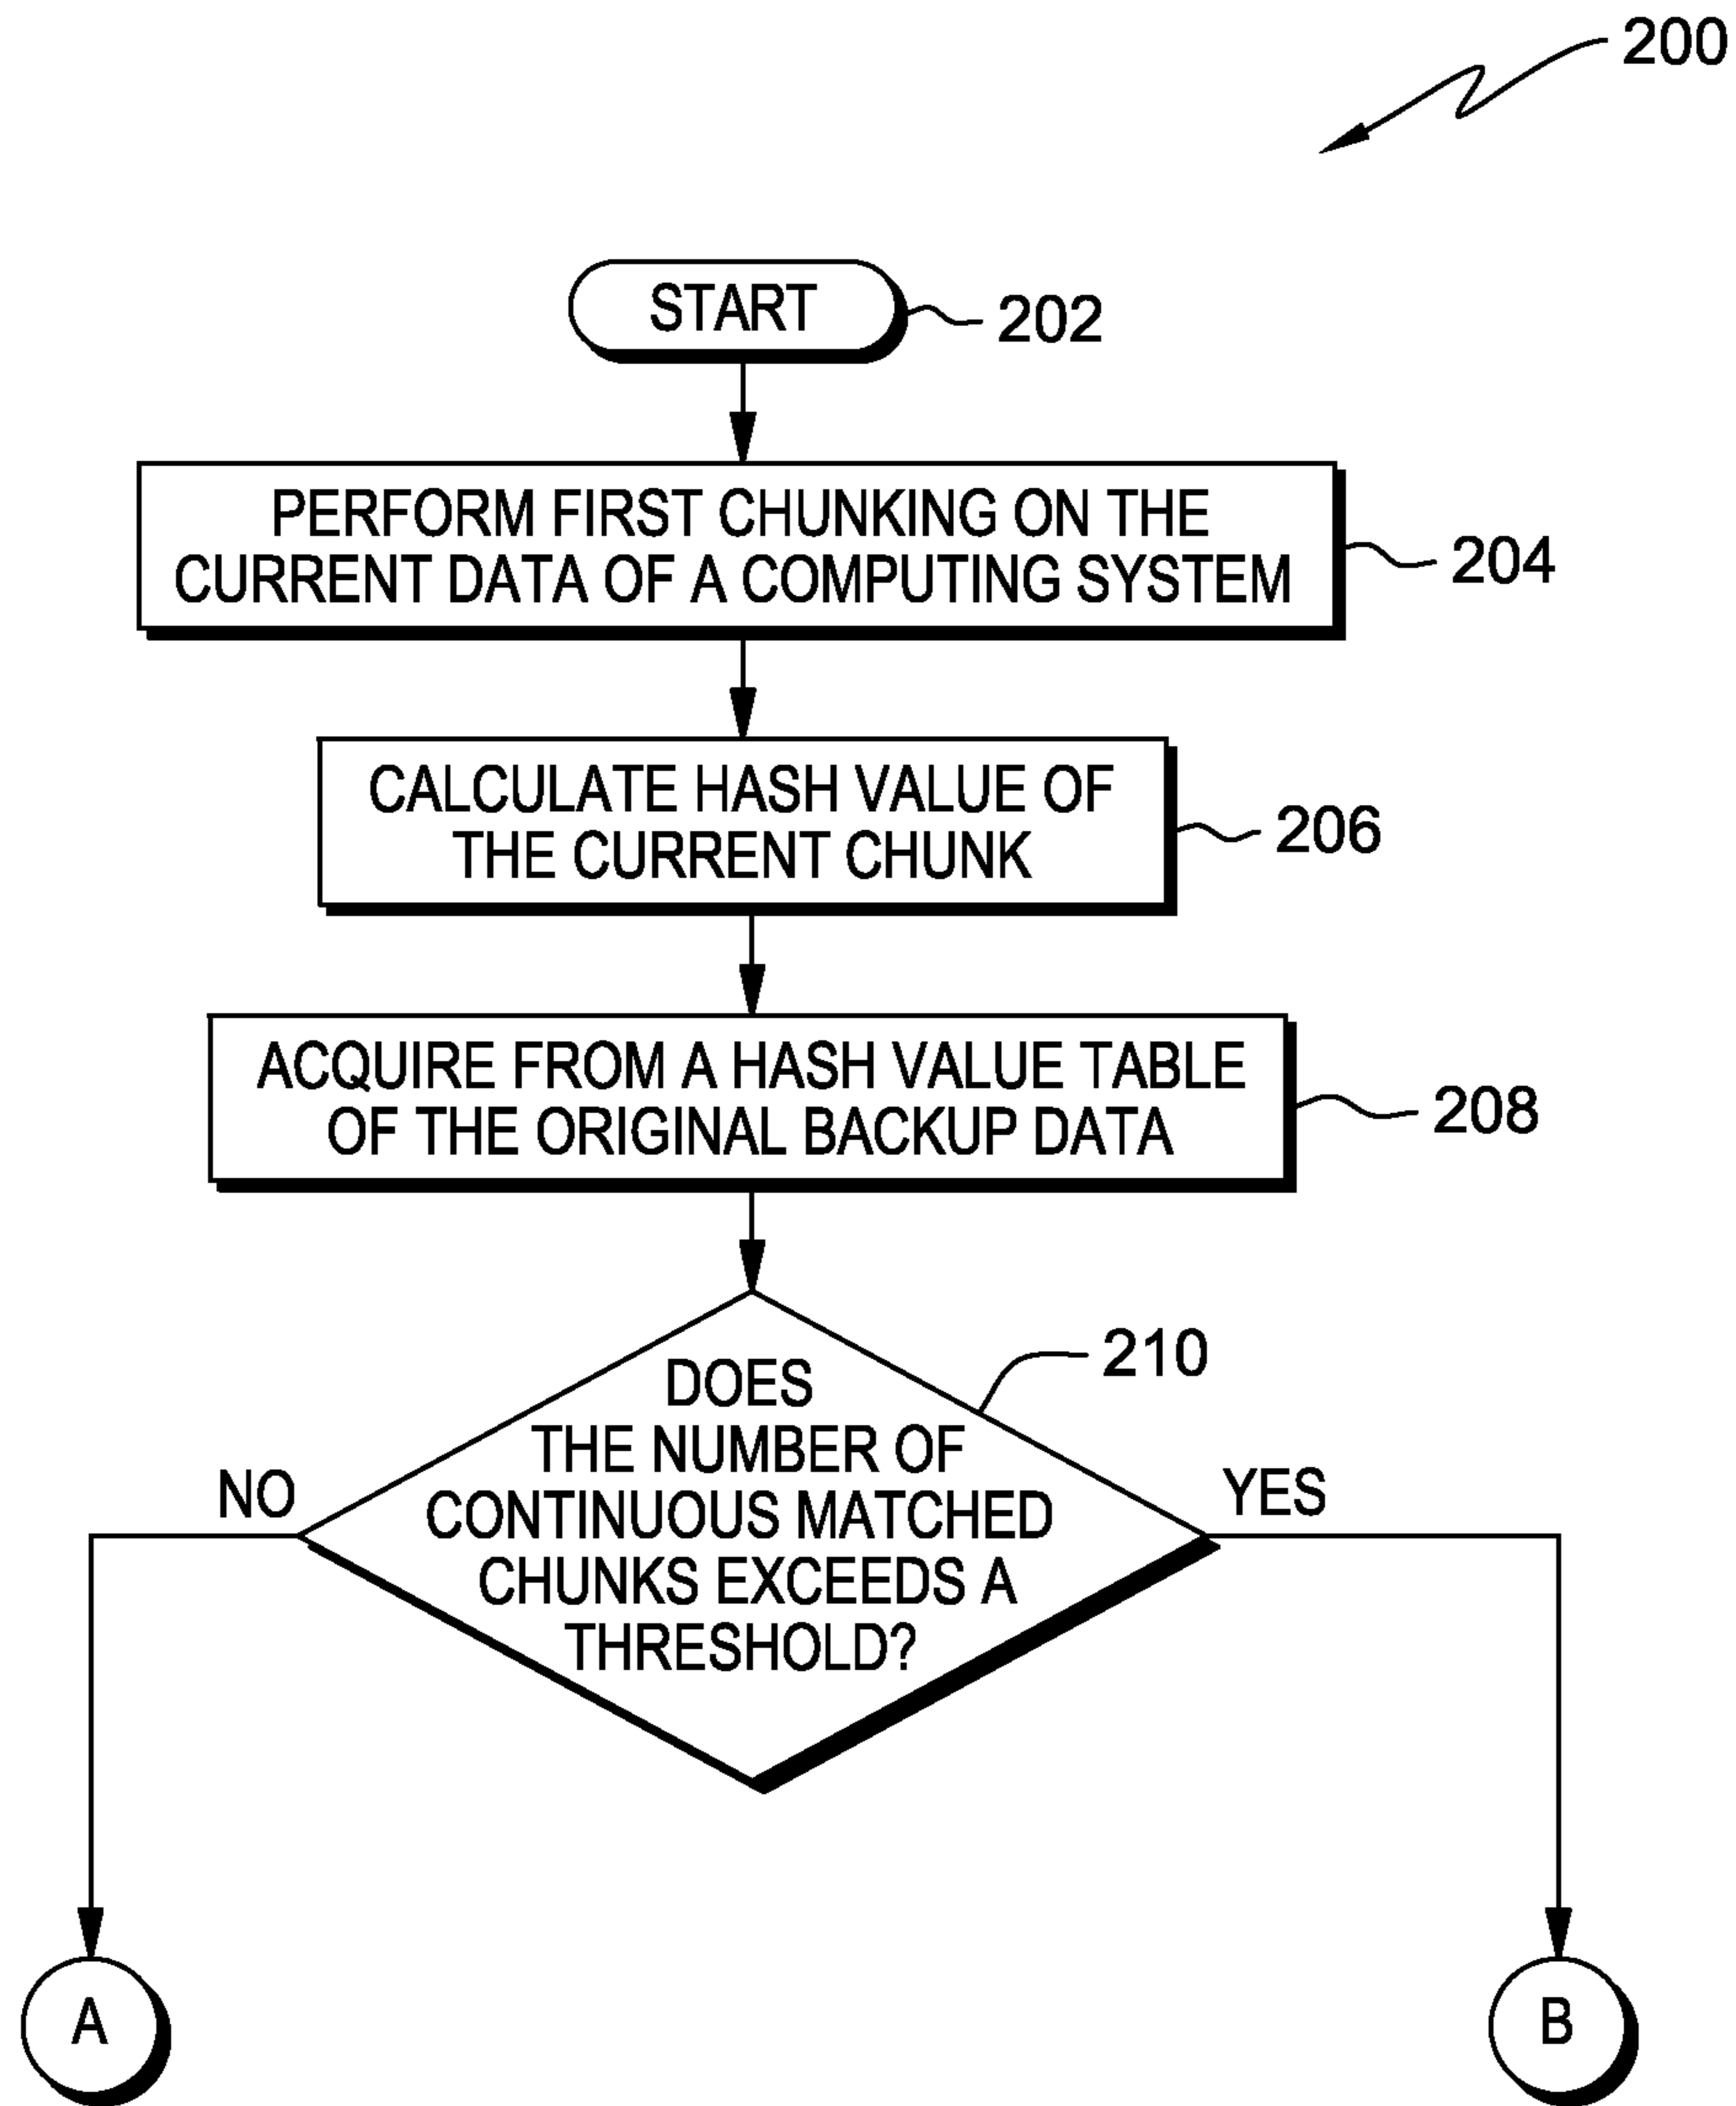 200
START
202
PERFORM FIRST CHUNKING ON THE
CURRENT DATA OF A COMPUTING SYSTEM
204
CALCULATE HASH VALUE OF
THE CURRENT CHUNK
206
ACQUIRE FROM A HASH VALUE TABLE
OF THE ORIGINAL BACKUP DATA
208
DOES
THE NUMBER OF
CONTINUOUS MATCHED
CHUNKS EXCEEDS A
THRESHOLD?
210
NO
YES
A
B